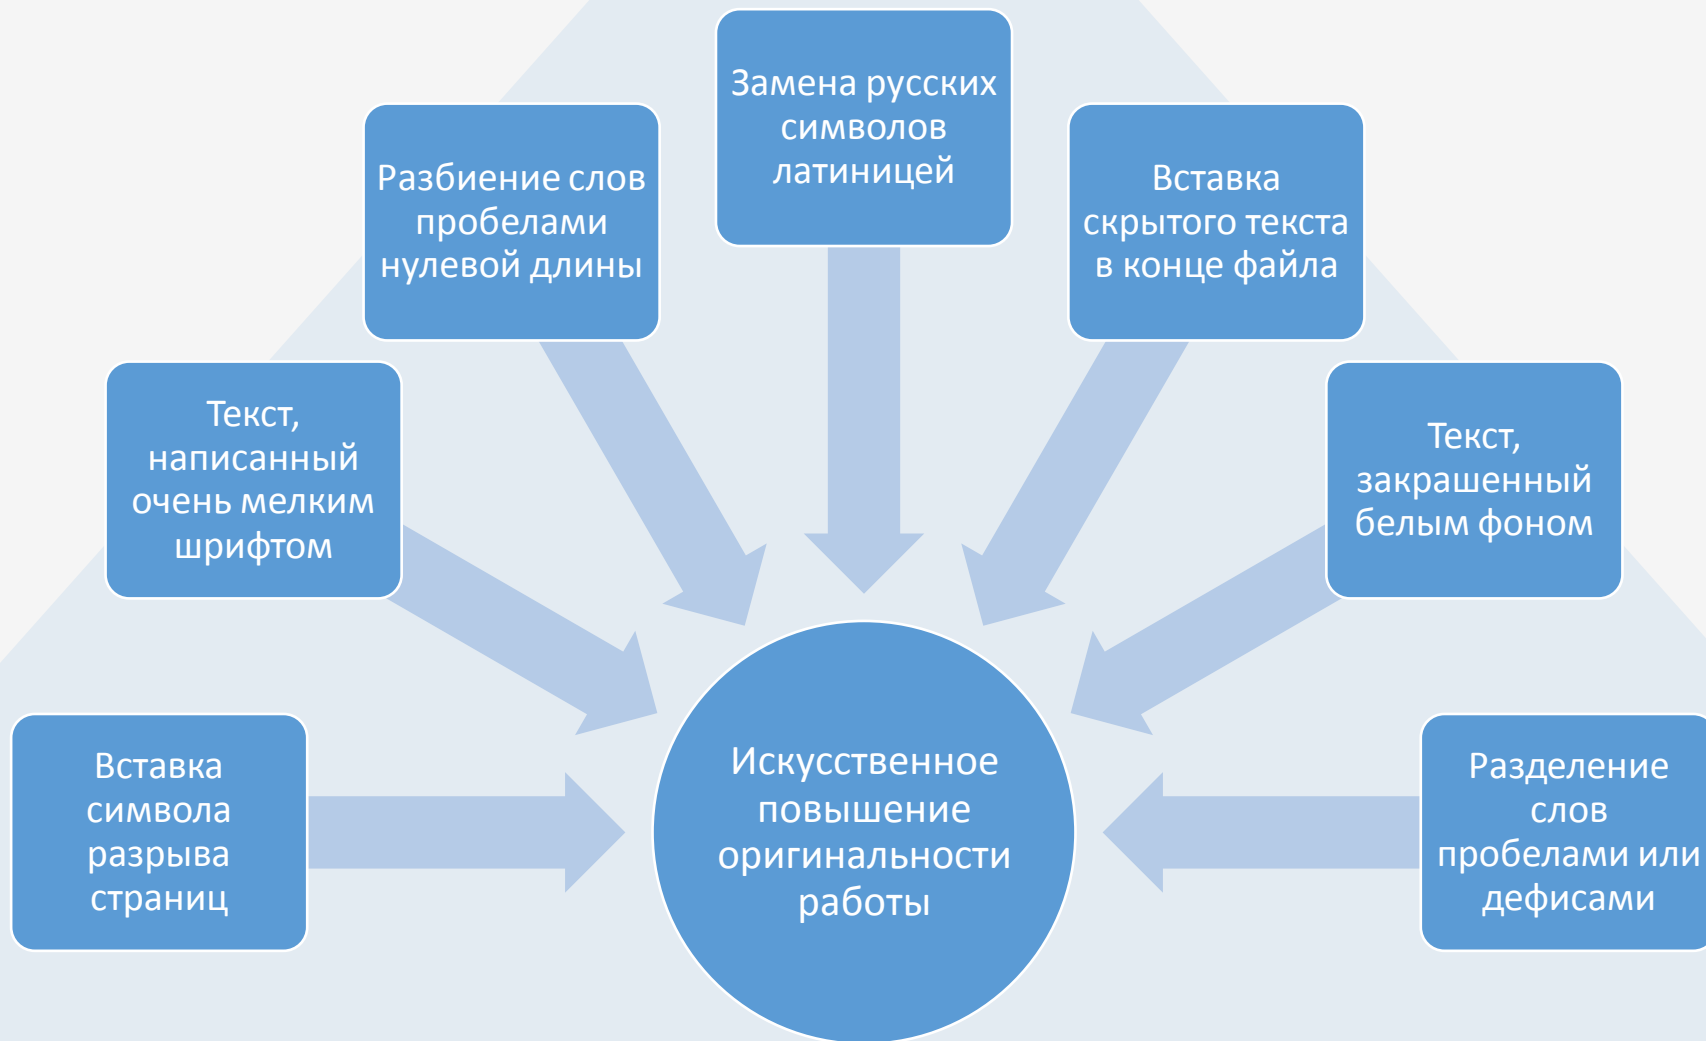 Замена русских
символов
латиницей
Разбиение слов
пробелами
нулевой длины
Вставка
скрытого текста
в конце файла
Текст,
написанный
очень мелким
шрифтом
Текст,
закрашенный
белым фоном
Вставка
символа
разрыва
страниц
Искусственное
повышение
оригинальности
работы
Разделение
слов
пробелами или
дефисами